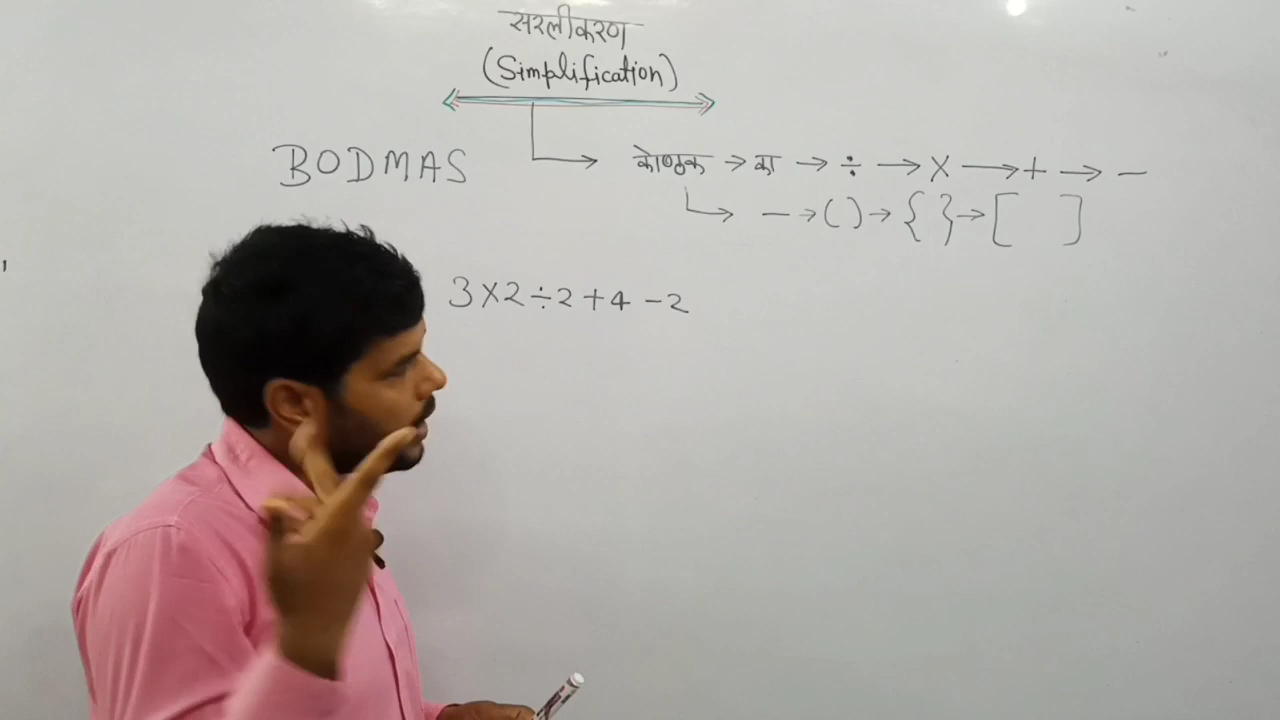 सरलीकरण
(Simplification)
BODMAS
कोष्ठक → का → ÷ → × → + → −
− → ( ) → { } → [ ]
3×2÷2+4−2